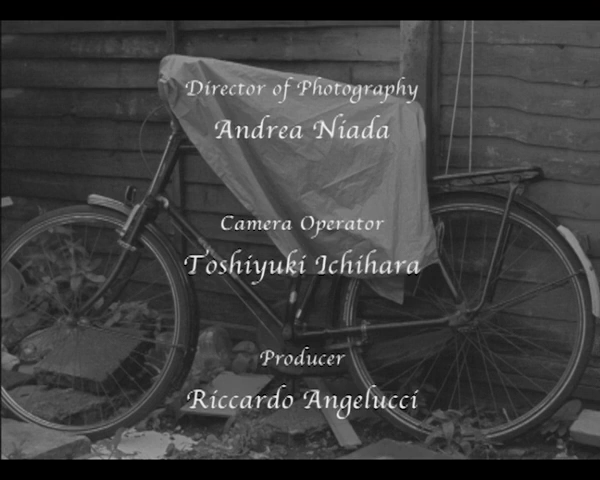 Director of Photography
Andrea Niada
Camera Operator
Toshiyuki Ichihara
Producer
Riccardo Angelucci